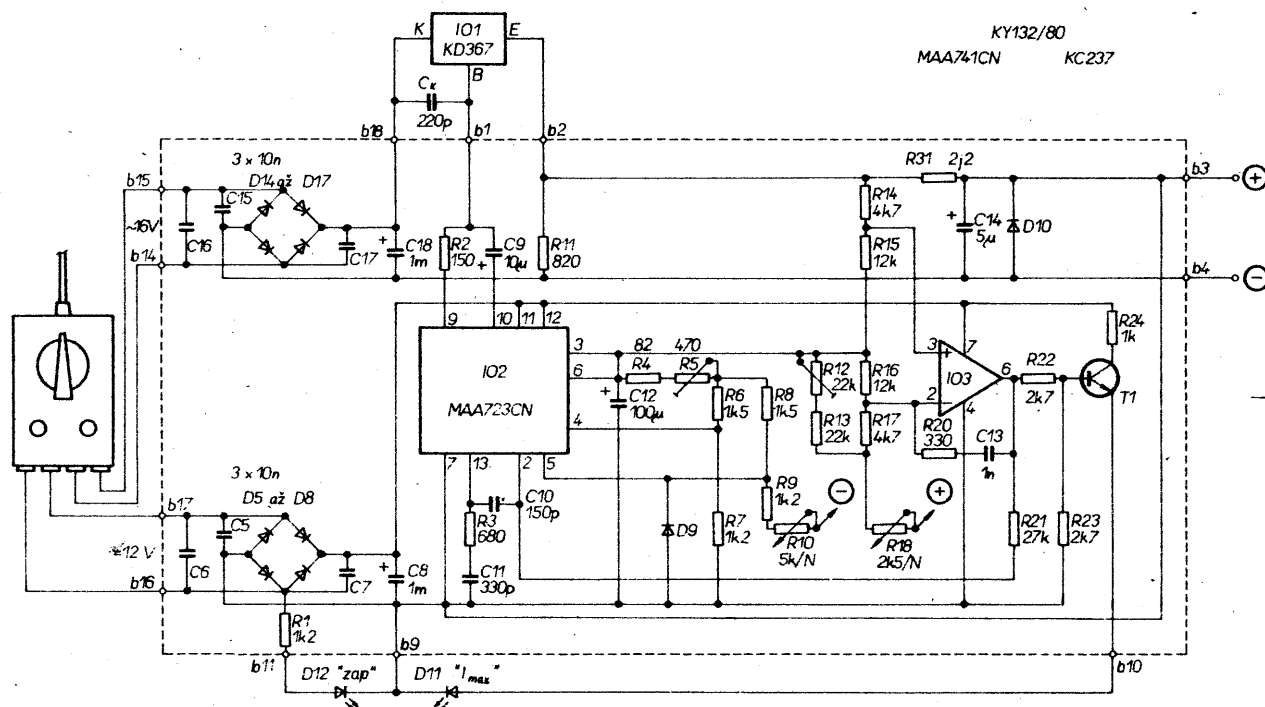 K
IO1
KD367
E
B
KY132/80
MAA741CN KC237
Cк
220p
b18
b1
b2
b3
3 × 10n
D14 až D17
b15
~16V
b14
C15
C16
C17
+
C18
1m
R2
150
C9
10μ
+
R11
820
R31 2j2
R14
4k7
R15
12k
+
C14
5μ
D10
+
−
b4
9
10
11
12
IO2
MAA723CN
3
6
4
7
13
2
5
82
R4
470
R5
+
C12
100μ
R6
1k5
R8
1k5
R12
22k
R13
22k
R16
12k
R17
4k7
3
+
2
−
IO3
7
6
4
R22
2k7
R24
1k
T1
R20
330
C13
1n
3 × 10n
D5 až D8
b17
12 V
b16
C5
C6
C7
+
C8
1m
R1
1k2
b11
b9
C10
150p
R3
680
C11
330p
D9
R7
1k2
R9
1k2
−
R10
5k/N
+
R18
2k5/N
R21
27k
R23
2k7
b10
D12 "zap"
D11 "Imax"